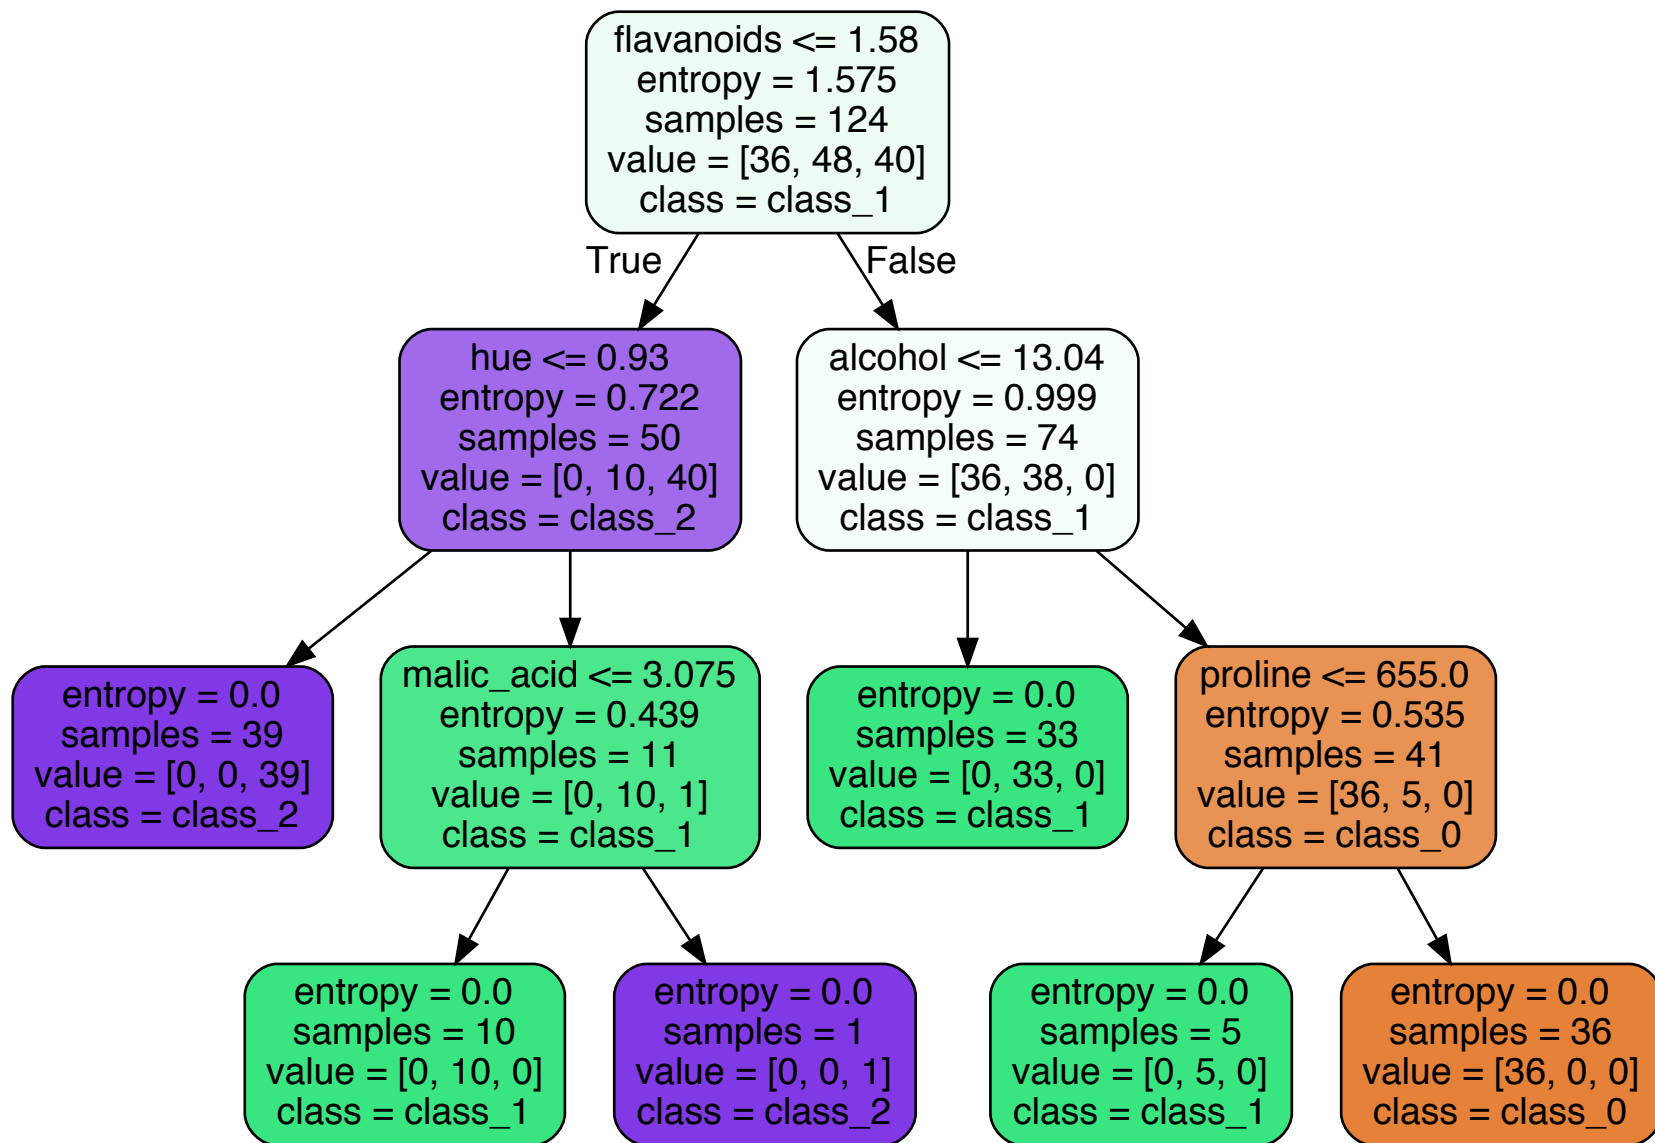 flavanoids <= 1.58
entropy = 1.575
samples = 124
value = [36, 48, 40]
class = class_1
True
False
hue <= 0.93
entropy = 0.722
samples = 50
value = [0, 10, 40]
class = class_2
alcohol <= 13.04
entropy = 0.999
samples = 74
value = [36, 38, 0]
class = class_1
entropy = 0.0
samples = 39
value = [0, 0, 39]
class = class_2
malic_acid <= 3.075
entropy = 0.439
samples = 11
value = [0, 10, 1]
class = class_1
entropy = 0.0
samples = 33
value = [0, 33, 0]
class = class_1
proline <= 655.0
entropy = 0.535
samples = 41
value = [36, 5, 0]
class = class_0
entropy = 0.0
samples = 10
value = [0, 10, 0]
class = class_1
entropy = 0.0
samples = 1
value = [0, 0, 1]
class = class_2
entropy = 0.0
samples = 5
value = [0, 5, 0]
class = class_1
entropy = 0.0
samples = 36
value = [36, 0, 0]
class = class_0